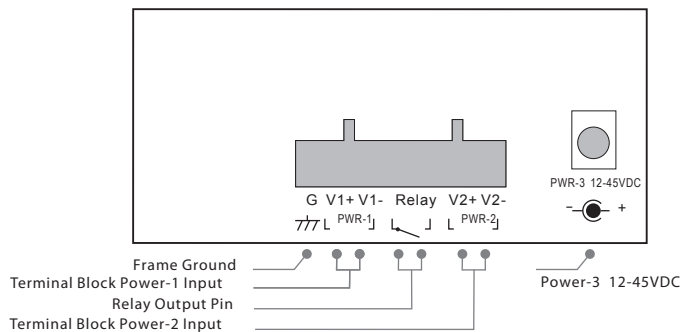 PWR-3 12-45VDC
G V1+ V1- Relay V2+ V2-
PWR-1 PWR-2
- +
Frame Ground
Terminal Block Power-1 Input
Power-3 12-45VDC
Relay Output Pin
Terminal Block Power-2 Input